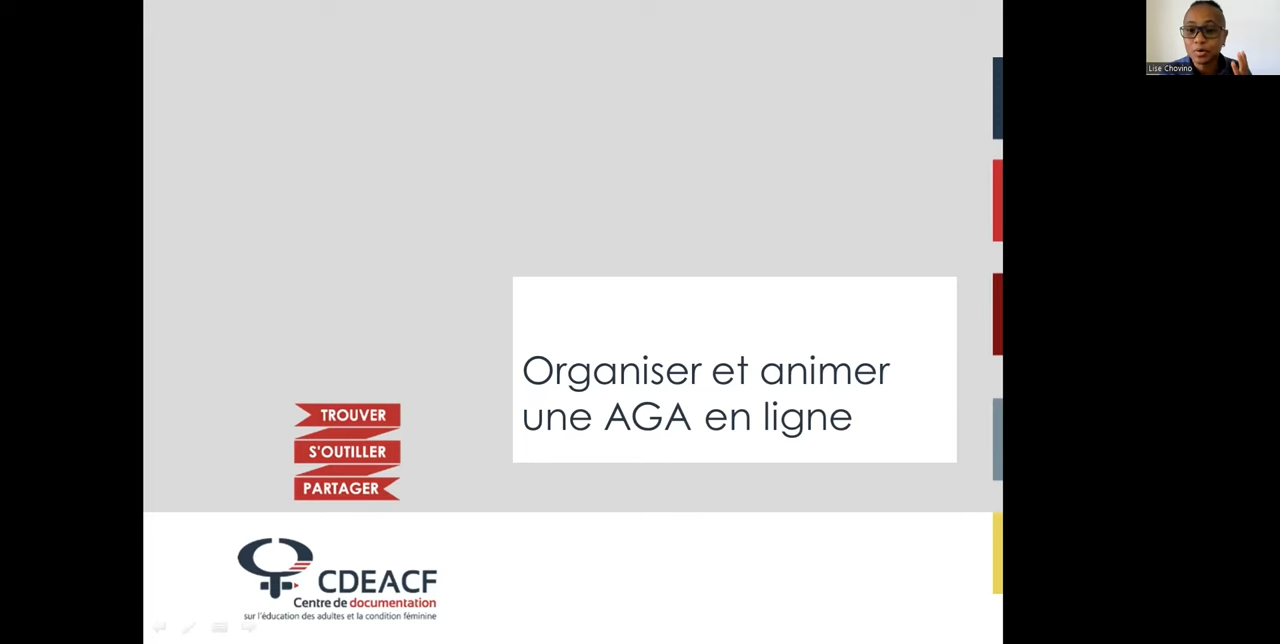 Lise Chovino
Organiser et animer
une AGA en ligne
TROUVER
S'OUTILLER
PARTAGER
CDEACF
Centre de documentation
sur l'éducation des adultes et la condition féminine